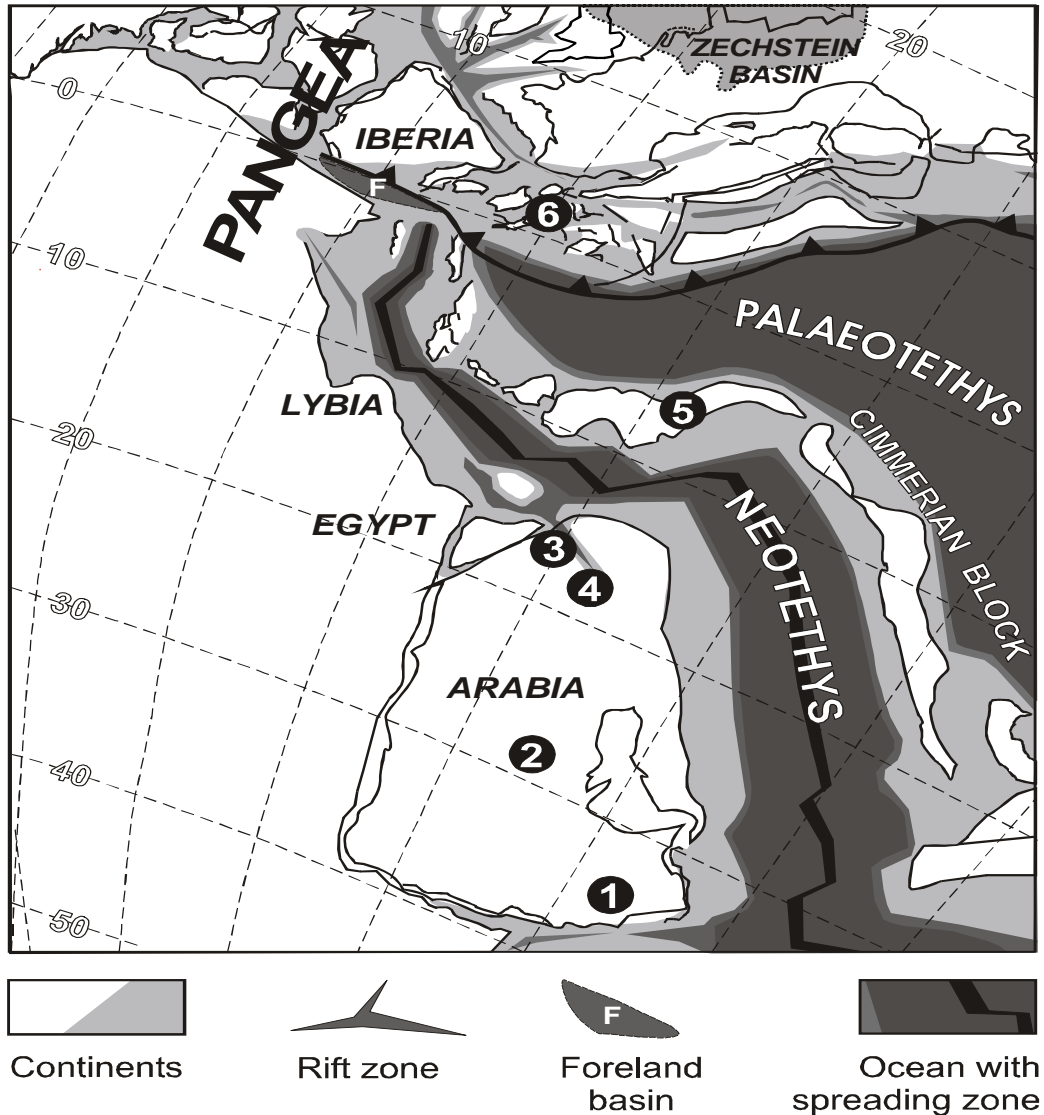 10
20
ZECHSTEIN
BASIN
0
PANGEA
IBERIA
F
6
10
PALAEOTETHYS
LYBIA
5
20
CIMMERIAN BLOCK
EGYPT
NEOTETHYS
3
4
30
ARABIA
2
40
1
50
F
Continents
Rift zone
Foreland
basin
Ocean with
spreading zone